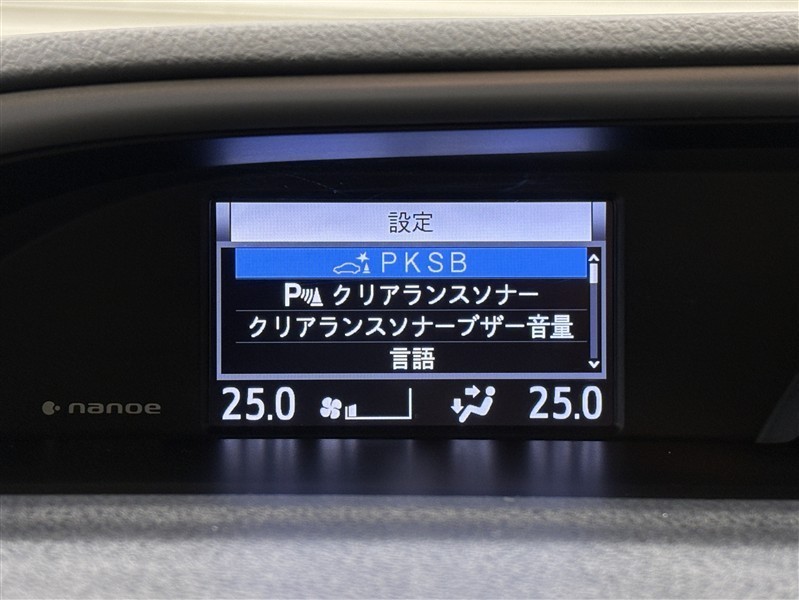 設定
PKSB
P クリアランスソナー
クリアランスソナーブザー音量
言語
25.0 25.0
nanoe